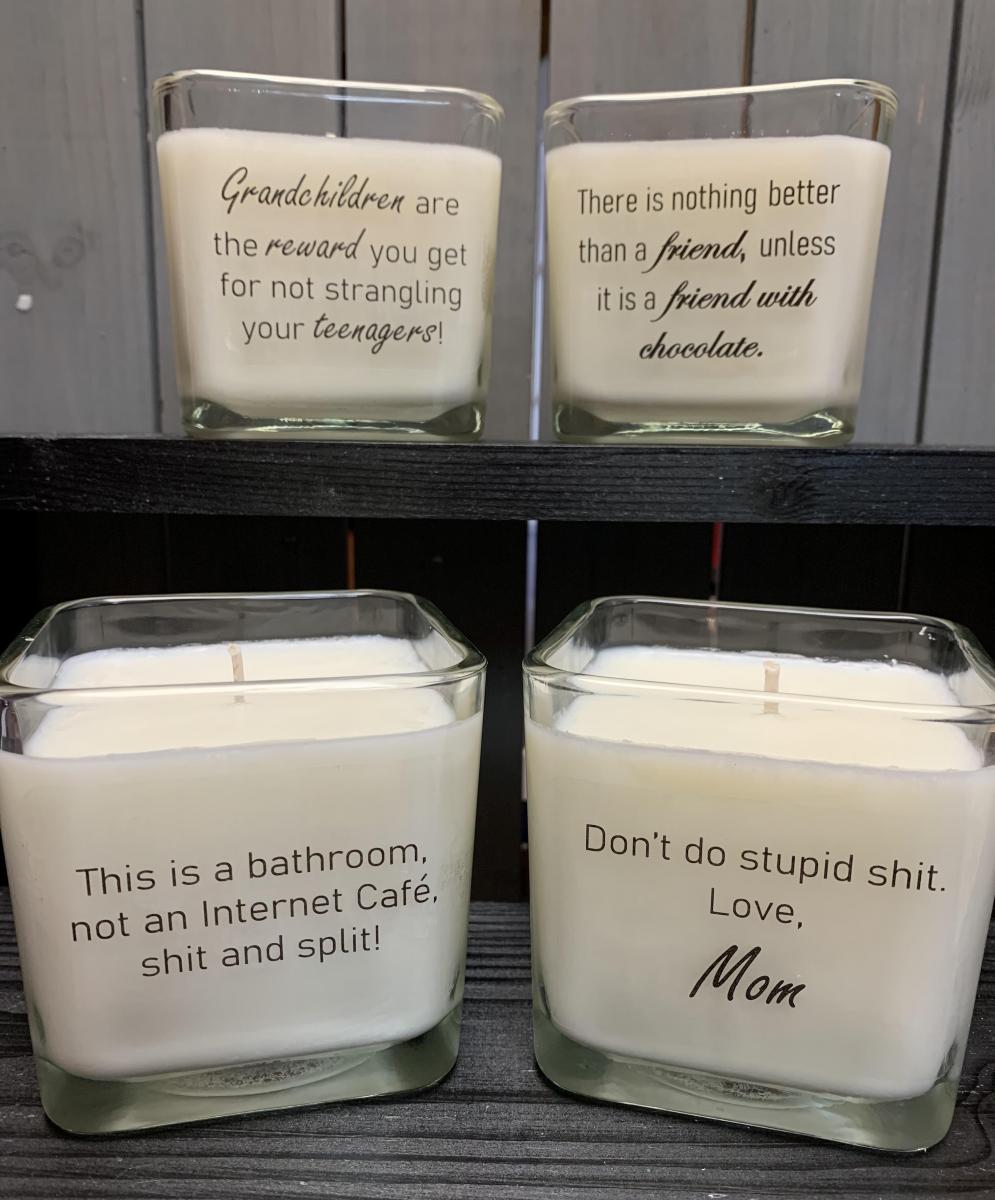 Grandchildren are
the reward you get
for not strangling
your teenagers!
There is nothing better
than a friend, unless
it is a friend with
chocolate.
This is a bathroom,
not an Internet Café,
shit and split!
Don't do stupid shit.
Love,
Mom